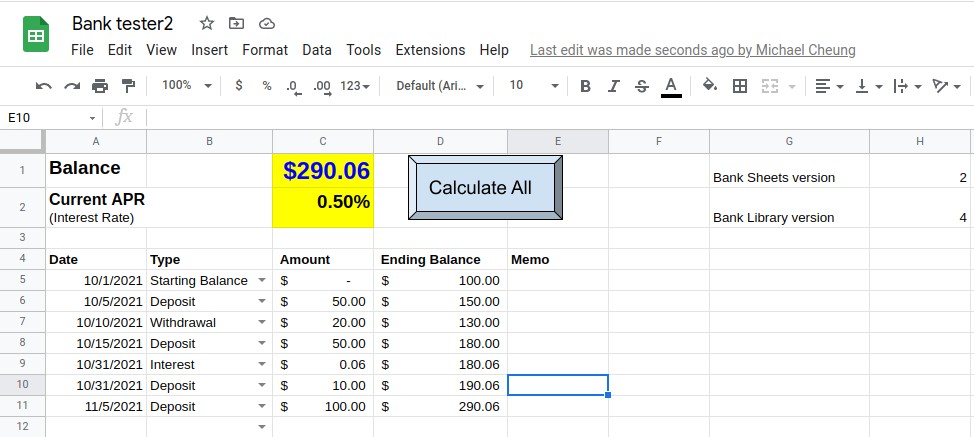 Bank tester2
File Edit View Insert Format Data Tools Extensions Help Last edit was made seconds ago by Michael Cheung
100% $ % .0 .00 123 Default (Ari... 10 B I S A
E10 fx
A B C D E F G H
1 Balance $290.06 Calculate All Bank Sheets version 2
2 Current APR 0.50% Bank Library version 4
(Interest Rate)
3
4 Date Type Amount Ending Balance Memo
5 10/1/2021 Starting Balance $ - $ 100.00
6 10/5/2021 Deposit $ 50.00 $ 150.00
7 10/10/2021 Withdrawal $ 20.00 $ 130.00
8 10/15/2021 Deposit $ 50.00 $ 180.00
9 10/31/2021 Interest $ 0.06 $ 180.06
10 10/31/2021 Deposit $ 10.00 $ 190.06
11 11/5/2021 Deposit $ 100.00 $ 290.06
12